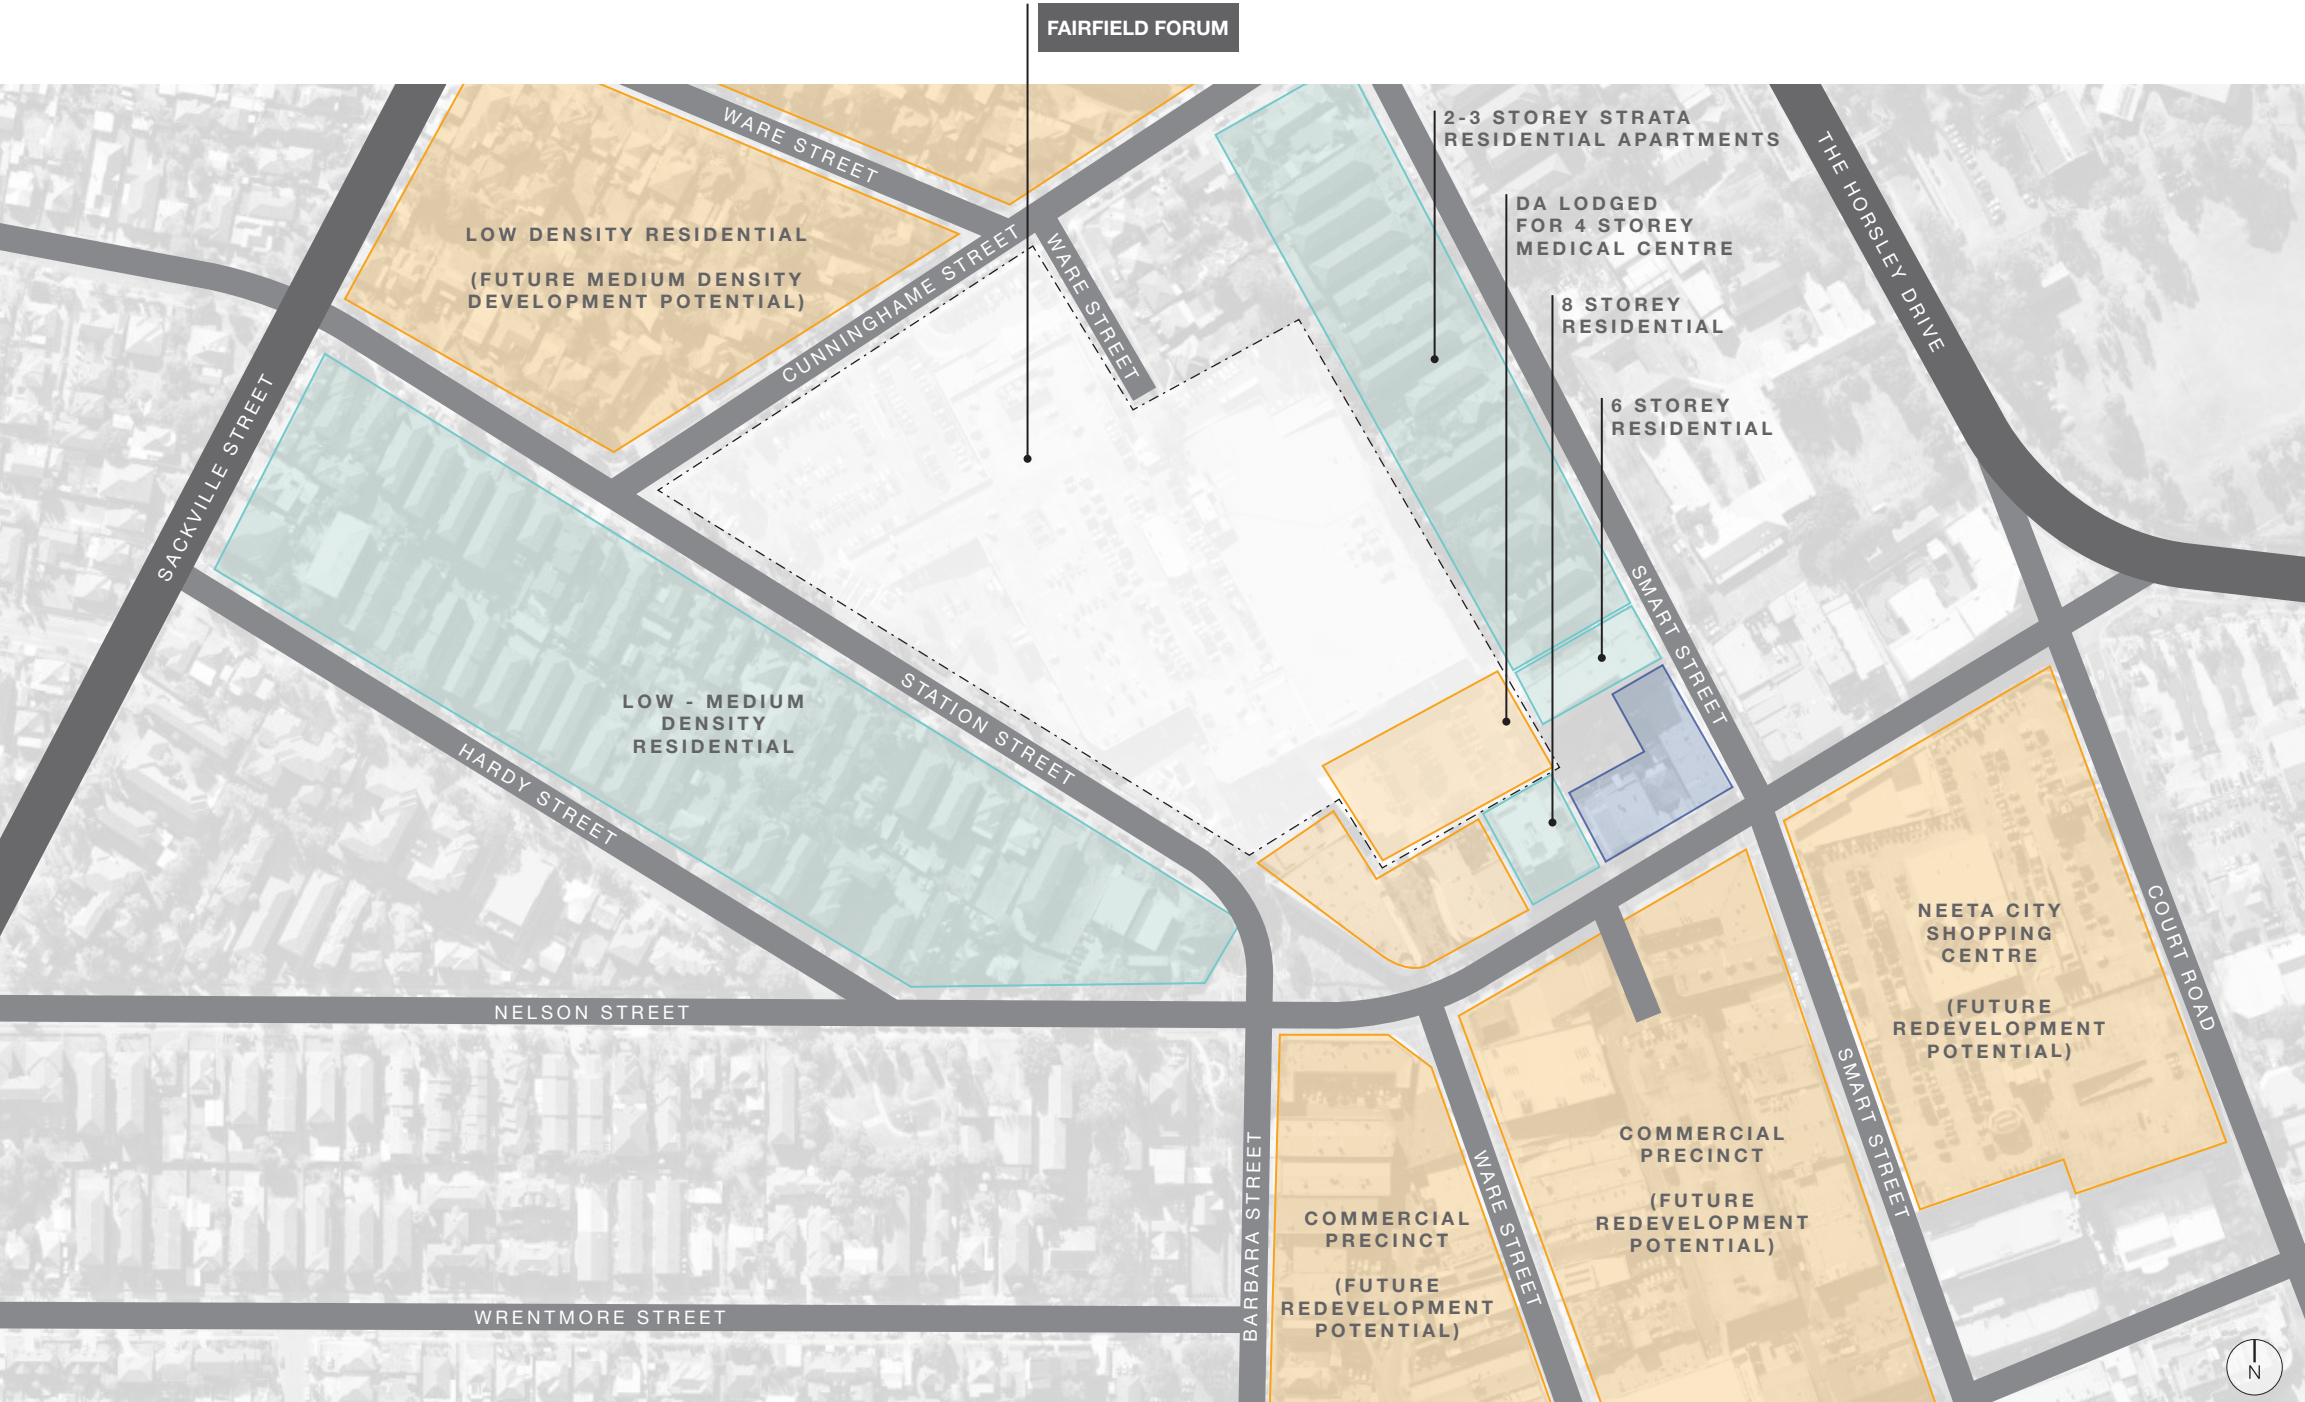 FAIRFIELD FORUM
WARE STREET
2-3 STOREY STRATA
RESIDENTIAL APARTMENTS
THE HORSLEY DRIVE
DA LODGED
FOR 4 STOREY
MEDICAL CENTRE
LOW DENSITY RESIDENTIAL
(FUTURE MEDIUM DENSITY
DEVELOPMENT POTENTIAL)
CUNNINGHAME STREET
WARE STREET
8 STOREY
RESIDENTIAL
6 STOREY
RESIDENTIAL
SACKVILLE STREET
SMART STREET
LOW - MEDIUM
DENSITY
RESIDENTIAL
STATION STREET
HARDY STREET
NEETA CITY
SHOPPING
CENTRE
(FUTURE
REDEVELOPMENT
POTENTIAL)
COURT ROAD
NELSON STREET
SMART STREET
COMMERCIAL
PRECINCT
(FUTURE
REDEVELOPMENT
POTENTIAL)
BARBARA STREET
COMMERCIAL
PRECINCT
(FUTURE
REDEVELOPMENT
POTENTIAL)
WARE STREET
WRENTMORE STREET
N